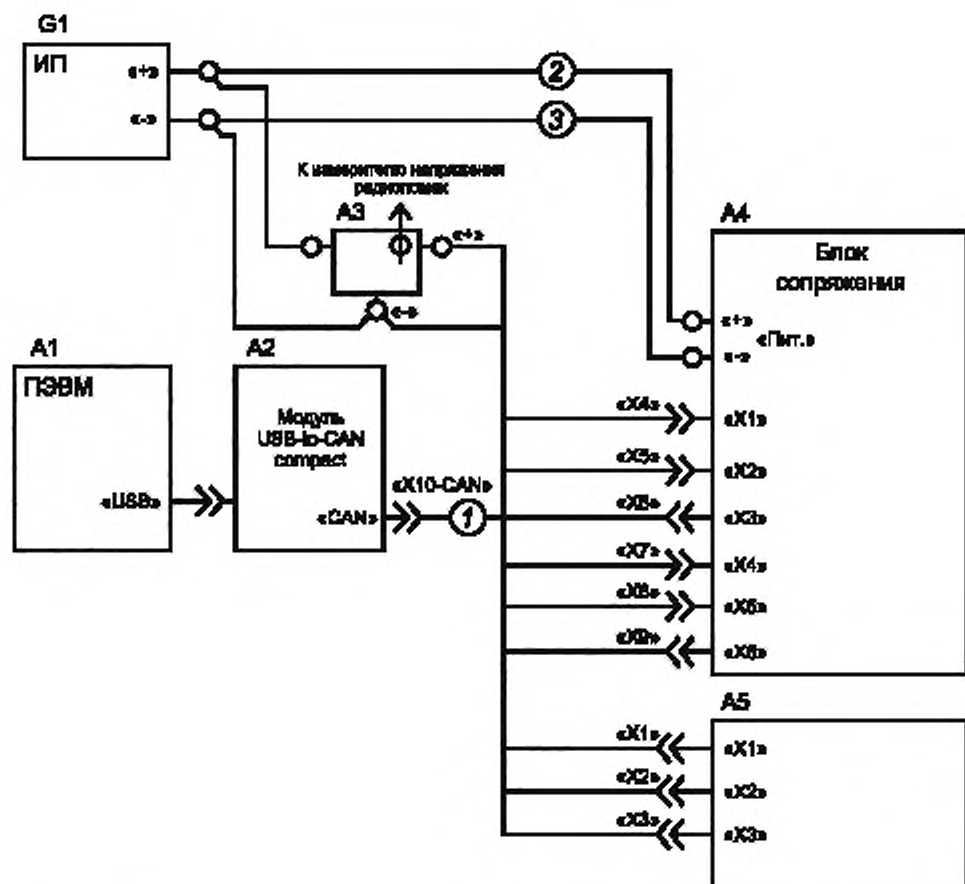 G1
ИП
«+»
«-»
2
3
К измерителю напряжения
радиопомех
A3
«+»
«-»
A4
Блок
сопряжения
«+»
«Пит.»
«-»
A1
ПЭВМ
«USB»
A2
Модуль
USB-to-CAN
compact
«CAN»
«X10-CAN»
1
«X4»
«X1»
«X5»
«X2»
«X6»
«X3»
«X7»
«X4»
«X8»
«X5»
«X9»
«X6»
A5
«X1»
«X1»
«X2»
«X2»
«X3»
«X3»